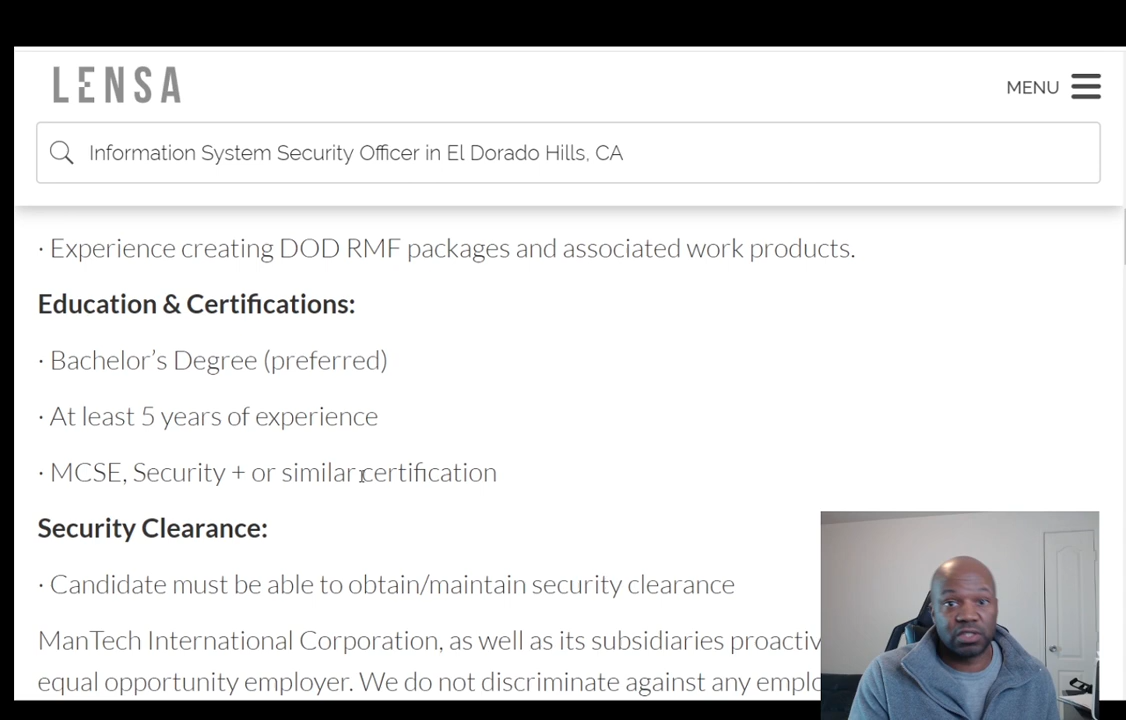 LENSA
MENU
Information System Security Officer in El Dorado Hills, CA
· Experience creating DOD RMF packages and associated work products.
Education & Certifications:
· Bachelor’s Degree (preferred)
· At least 5 years of experience
· MCSE, Security + or similar certification
Security Clearance:
· Candidate must be able to obtain/maintain security clearance
ManTech International Corporation, as well as its subsidiaries
equal opportunity employer. We do not discriminate against any